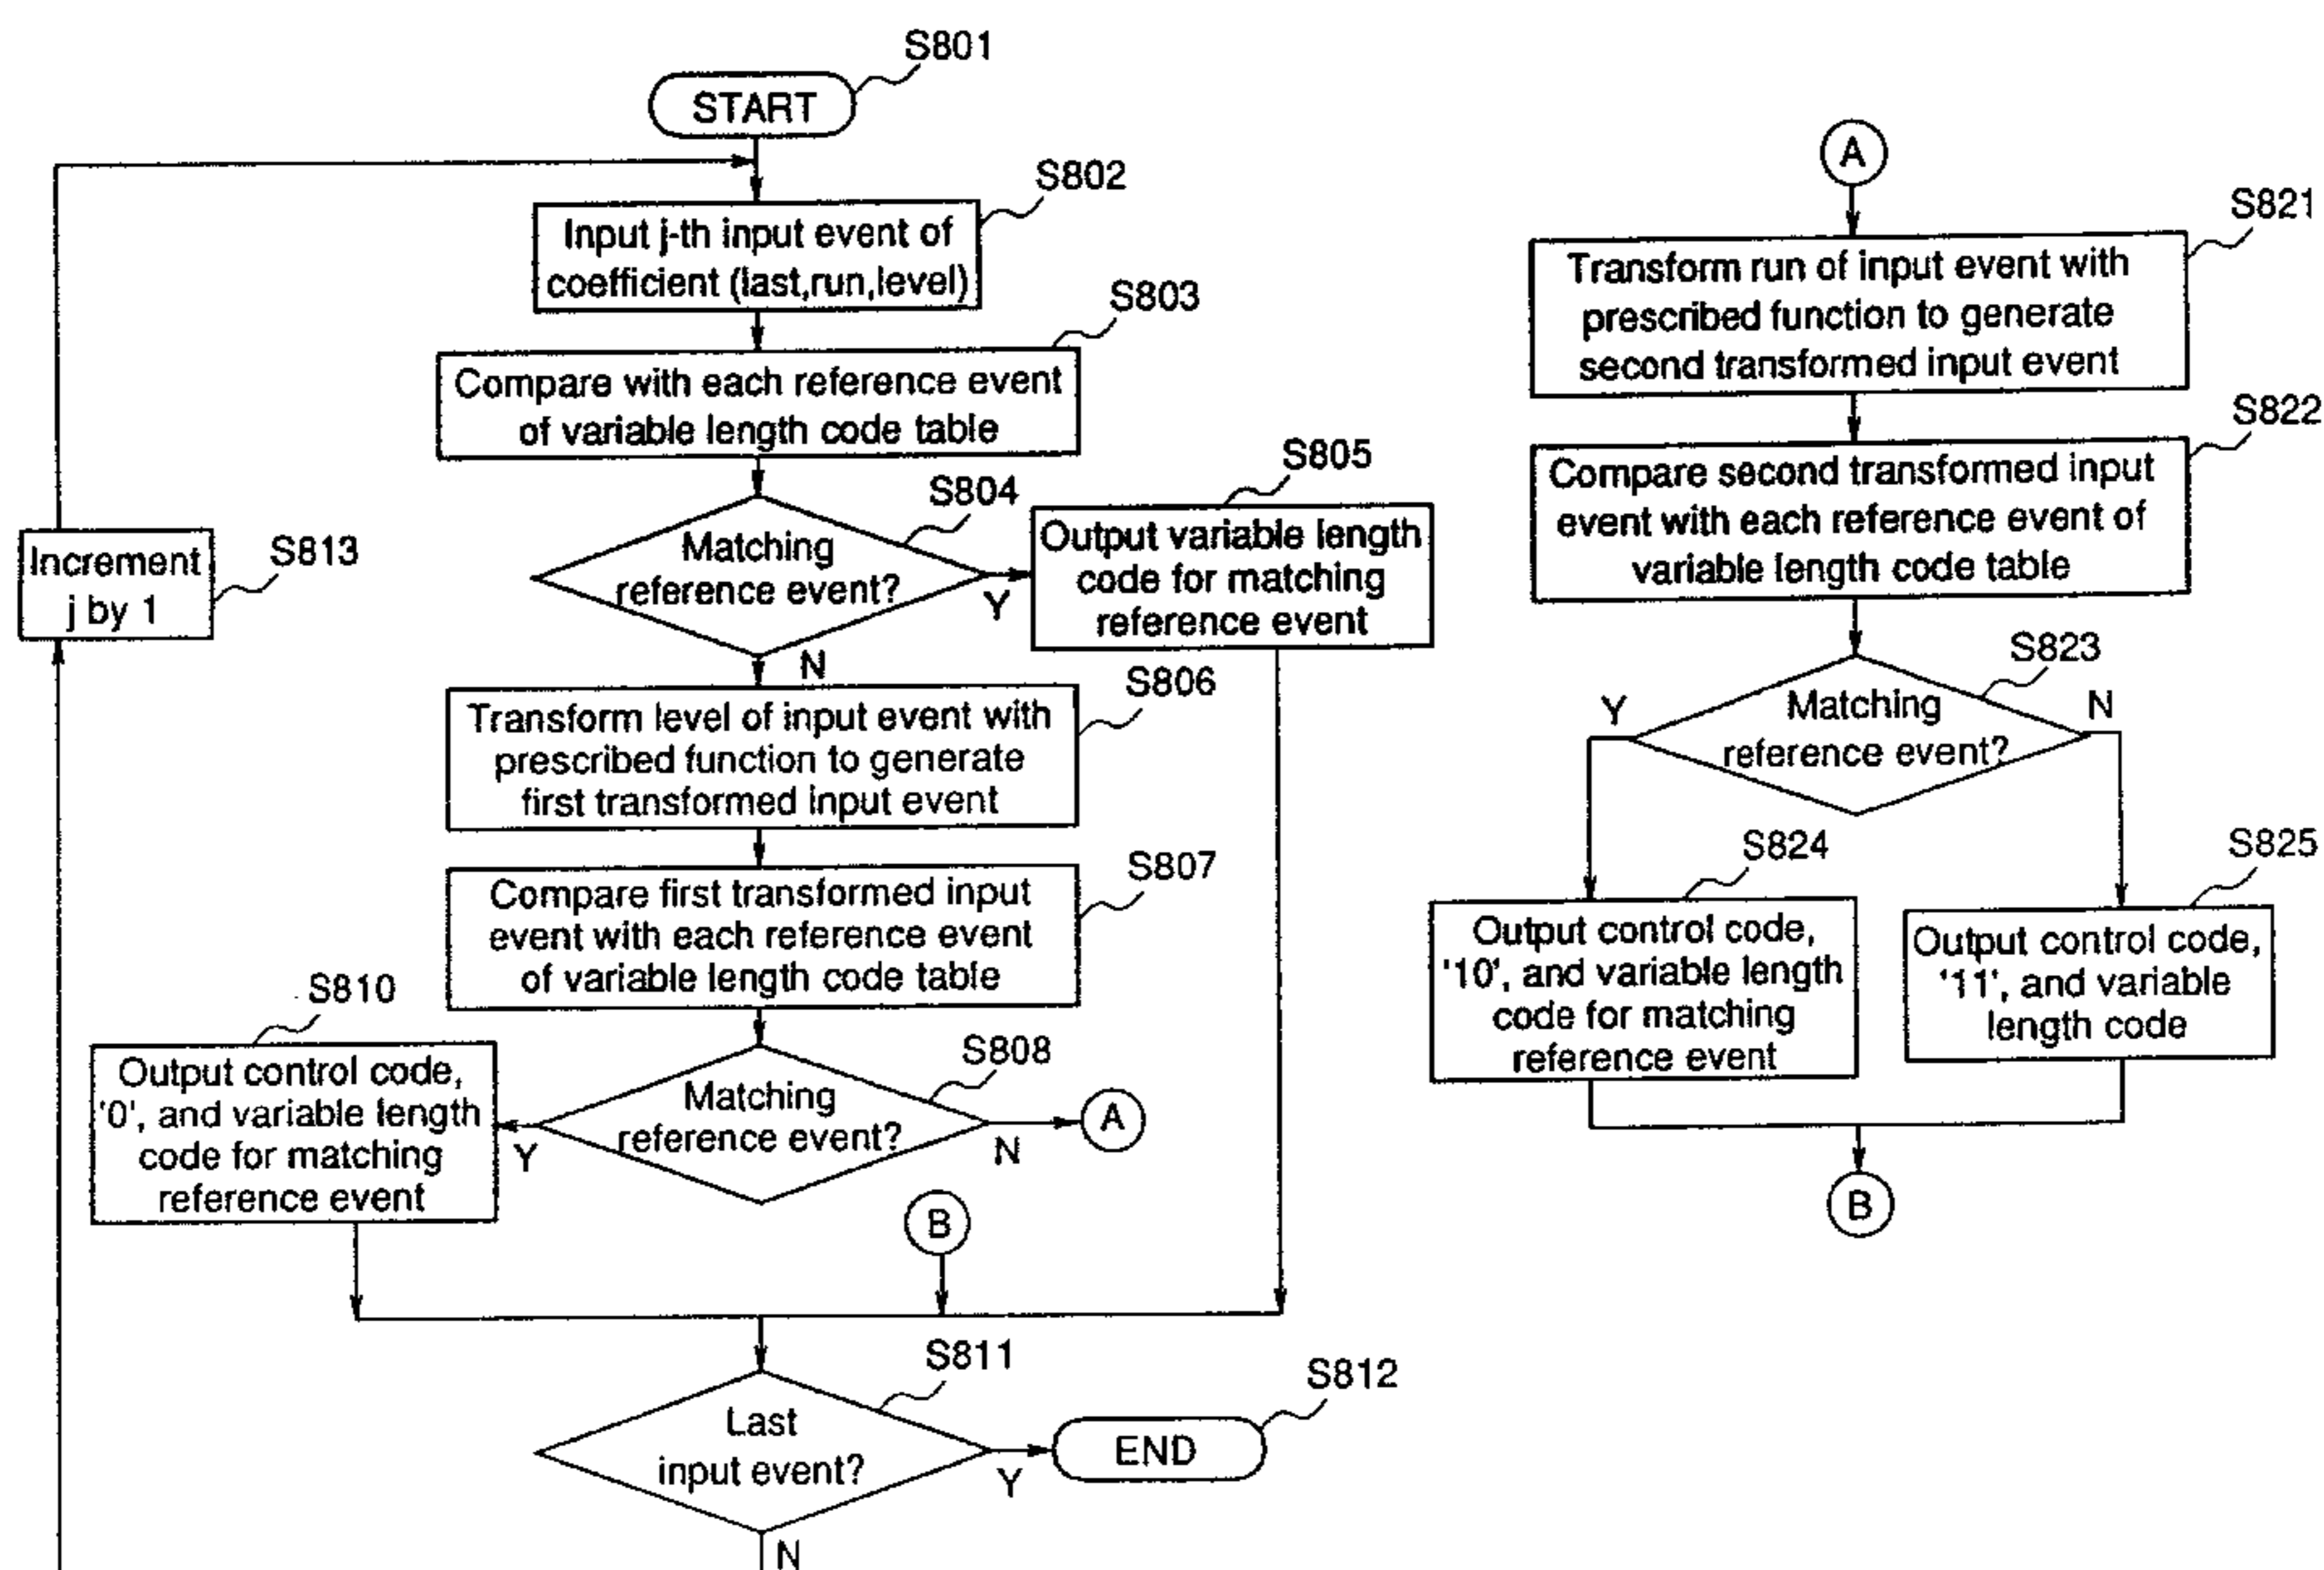 S801
START
S802
Input j-th input event of
coefficient (last,run,level)
S803
Compare with each reference event
of variable length code table
S804
Matching
reference event?
Y
N
S805
Output variable length
code for matching
reference event
S813
Increment
j by 1
S806
Transform level of input event with
prescribed function to generate
first transformed input event
S807
Compare first transformed input
event with each reference event
of variable length code table
S808
Matching
reference event?
Y
N
A
S810
Output control code,
'0', and variable length
code for matching
reference event
B
S811
Last
input event?
Y
N
S812
END
A
S821
Transform run of input event with
prescribed function to generate
second transformed input event
S822
Compare second transformed input
event with each reference event of
variable length code table
S823
Matching
reference event?
Y
N
S824
Output control code,
'10', and variable length
code for matching
reference event
S825
Output control code,
'11', and variable
length code
B